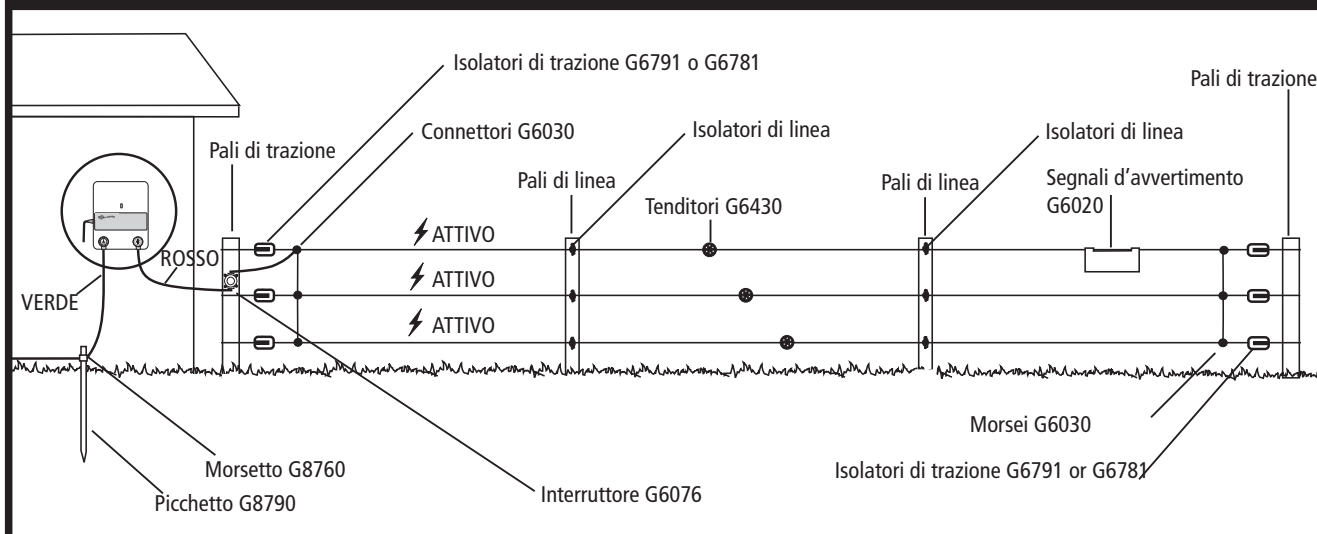 Isolatori di trazione G6791 o G6781
Pali di trazione
Connettori G6030
Isolatori di linea
Isolatori di linea
Pali di trazione
Pali di linea
Pali di linea
Segnali d’avvertimento
G6020
Tenditori G6430
ATTIVO
ROSSO
ATTIVO
VERDE
ATTIVO
Morsei G6030
Morsetto G8760
Isolatori di trazione G6791 or G6781
Interruttore G6076
Picchetto G8790